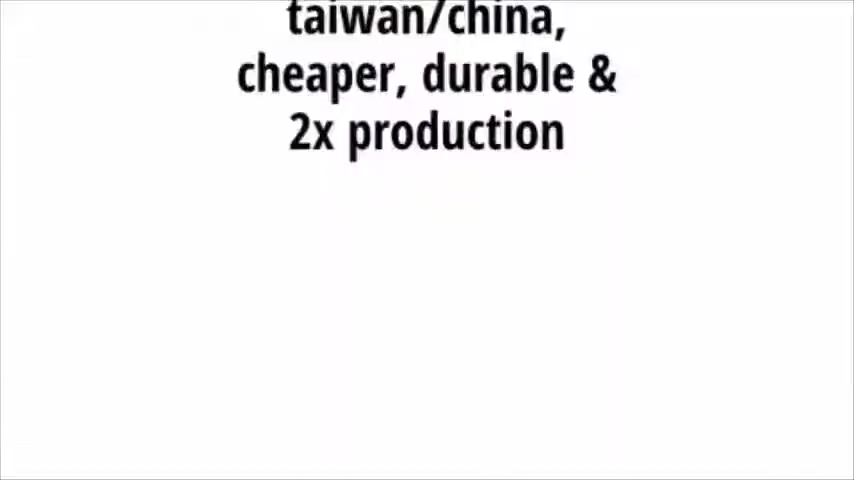 taiwan/china,
cheaper, durable &
2x production